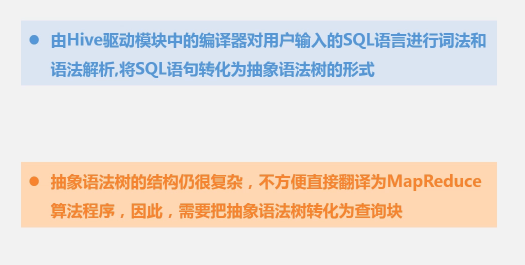 ● 由Hive驱动模块中的编译器对用户输入的SQL语言进行词法和
语法解析,将SQL语句转化为抽象语法树的形式
● 抽象语法树的结构仍很复杂，不方便直接翻译为MapReduce
算法程序，因此，需要把抽象语法树转化为查询块